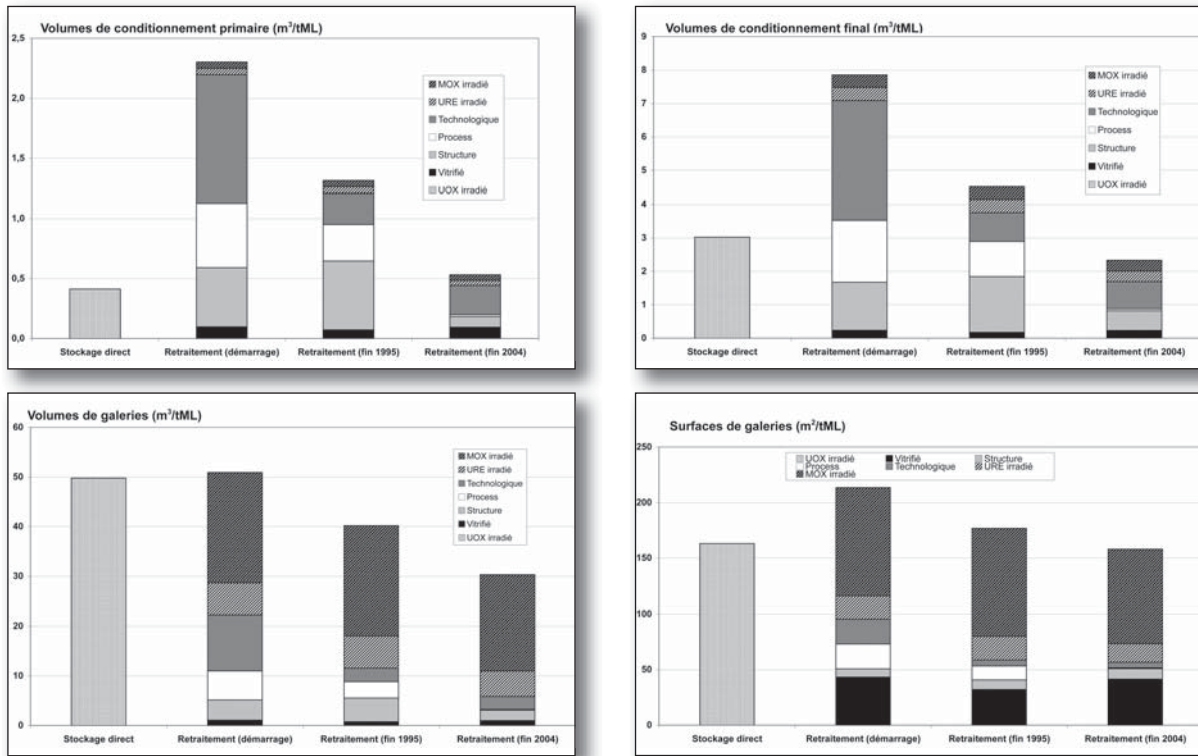 Volumes de conditionnement primaire (m³/tML)
2,5
2,0
1,5
1,0
0,5
0,0
MOX irradié
URE irradié
Technologique
Process
Structure
Vitrifié
UOX irradié
Stockage direct Retraitement (démarrage) Retraitement (fin 1995) Retraitement (fin 2004)
Volumes de conditionnement final (m³/tML)
9
8
7
6
5
4
3
2
1
0
MOX irradié
URE irradié
Technologique
Process
Structure
Vitrifié
UOX irradié
Stockage direct Retraitement (démarrage) Retraitement (fin 1995) Retraitement (fin 2004)
Volumes de galeries (m³/tML)
60
50
40
30
20
10
0
MOX irradié
URE irradié
Technologique
Process
Structure
Vitrifié
UOX irradié
Stockage direct Retraitement (démarrage) Retraitement (fin 1995) Retraitement (fin 2004)
Surfaces de galeries (m²/tML)
250
200
150
100
50
0
UOX irradié Vitrifié Structure
Process Technologique URE irradié
MOX irradié
Stockage direct Retraitement (démarrage) Retraitement (fin 1995) Retraitement (fin 2004)